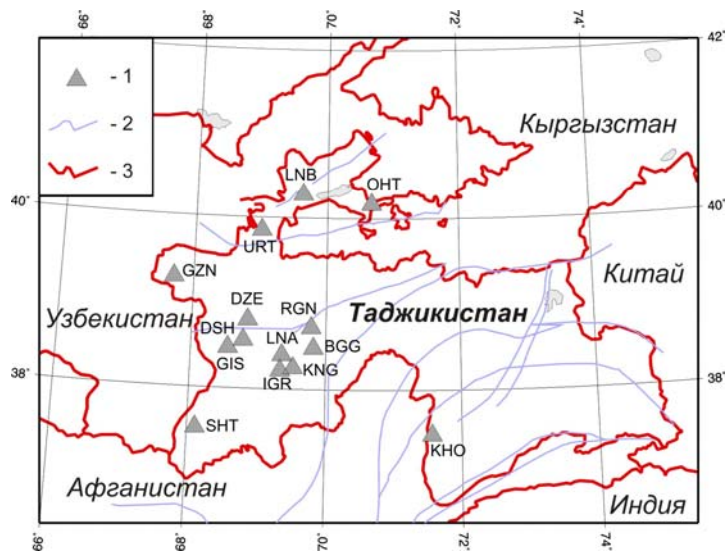 66° 68° 70° 72° 74°
42° 42°
- 1
- 2
- 3
Кыргызстан
LNB
OHT
40° 40°
URT
GZN
Китай
DZE
RGN
Таджикистан
Узбекистан
DSH
LNA
BGG
GIS
KNG
IGR
38° 38°
SHT
KHO
Афганистан
Индия
66° 68° 70° 72° 74°